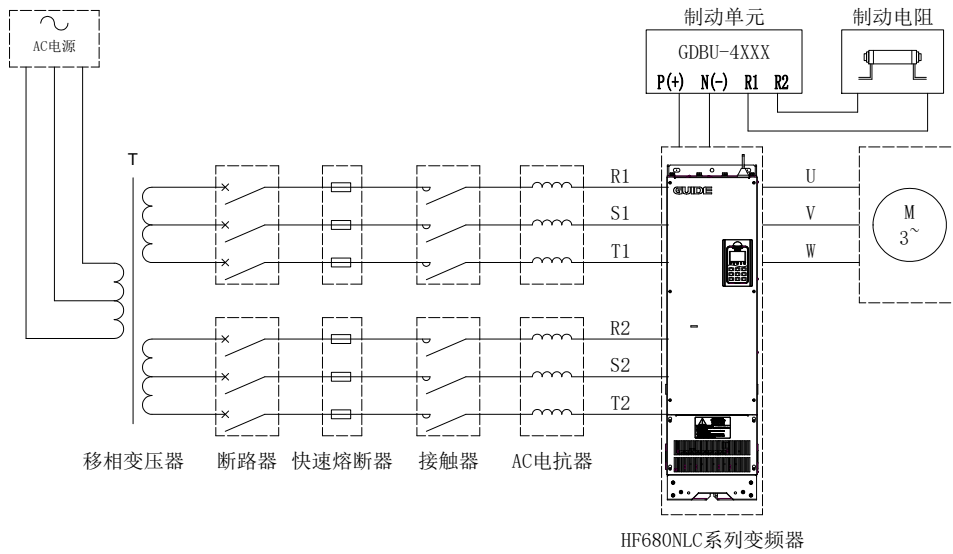 制动单元
制动电阻
AC电源
GDBU-4XXX
P(+) N(-) R1 R2
T
R1
U
GUIDE
S1
V
M
3~
T1
W
R2
S2
T2
移相变压器
断路器
快速熔断器
接触器
AC电抗器
HF680NLC系列变频器